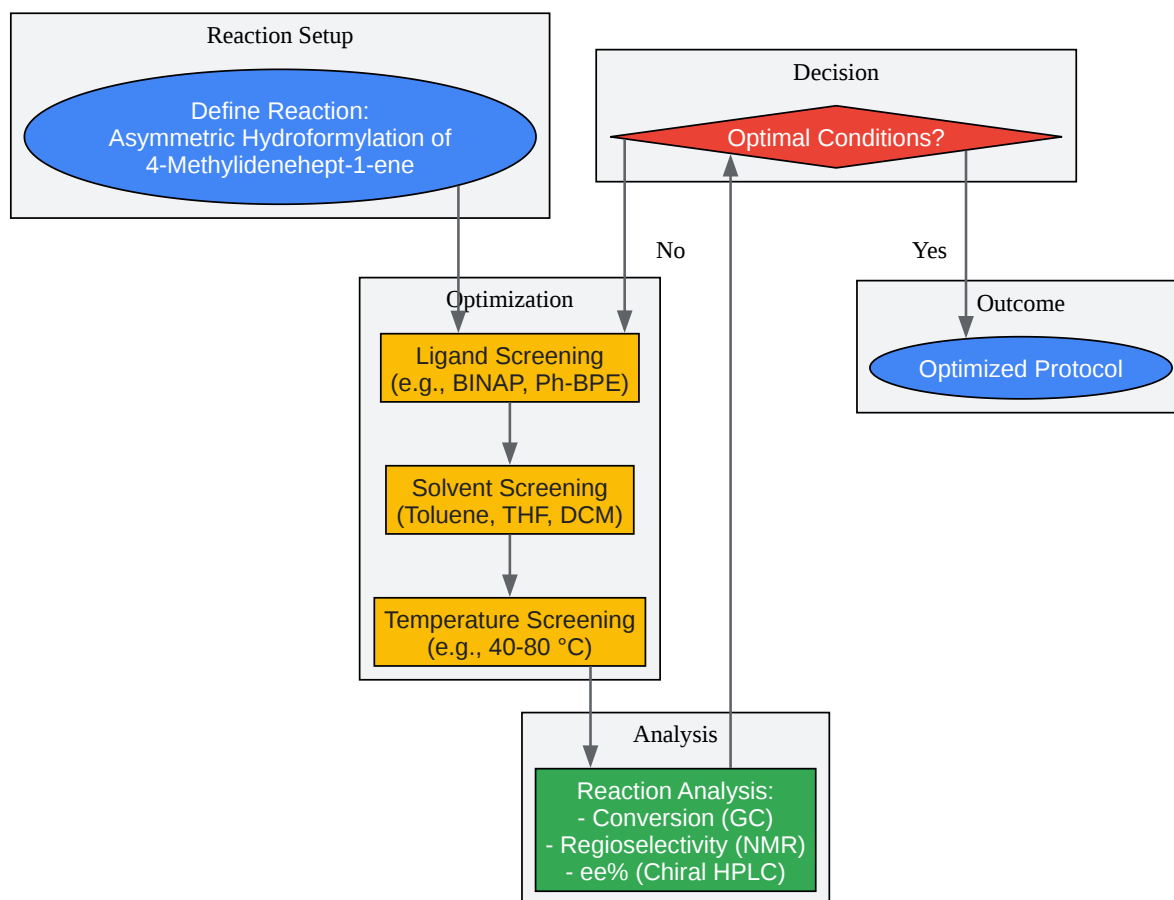 Reaction Setup
Define Reaction:
Asymmetric Hydroformylation of
4-Methylidenehept-1-ene
Decision
Optimal Conditions?
No
Yes
Optimization
Ligand Screening
(e.g., BINAP, Ph-BPE)
Solvent Screening
(Toluene, THF, DCM)
Temperature Screening
(e.g., 40-80 °C)
Outcome
Optimized Protocol
Analysis
Reaction Analysis:
- Conversion (GC)
- Regioselectivity (NMR)
- ee% (Chiral HPLC)